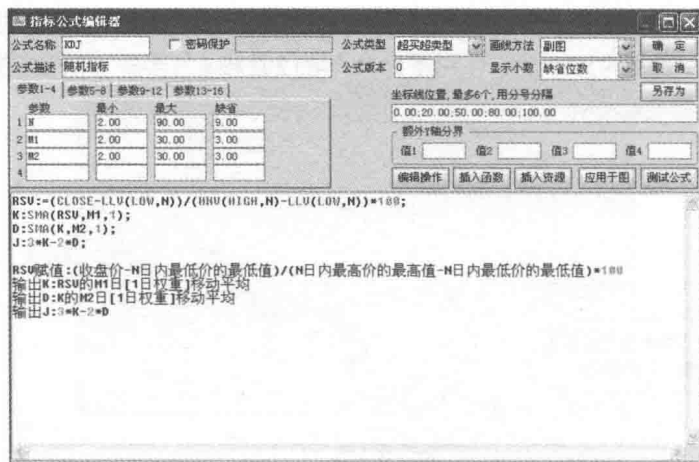 指标公式编辑器
公式名称 KDJ 密码保护 公式类型 超买超卖型 画线方法 副图 确 定
公式描述 随机指标 公式版本 0 显示小数 缺省位数 取 消
参数1-4 参数5-8 参数9-12 参数13-16 坐标线位置,最多6个,用分号分隔 另存为
参数 最小 最大 缺省 0.00;20.00;50.00;80.00;100.00
1 N 2.00 90.00 9.00 额外Y轴分界
2 M1 2.00 30.00 3.00 值1 值2 值3 值4
3 M2 2.00 30.00 3.00
4 编辑操作 插入函数 插入资源 应用于图 测试公式
RSV:=(CLOSE-LLV(LOW,N))/(HHV(HIGH,N)-LLV(LOW,N))*100;
K:SMA(RSV,M1,1);
D:SMA(K,M2,1);
J:3*K-2*D;
RSV赋值:(收盘价-N日内最低价的最低值)/(N日内最高价的最高值-N日内最低价的最低值)*100
输出K:RSV的M1日[1日权重]移动平均
输出D:K的M2日[1日权重]移动平均
输出J:3*K-2*D